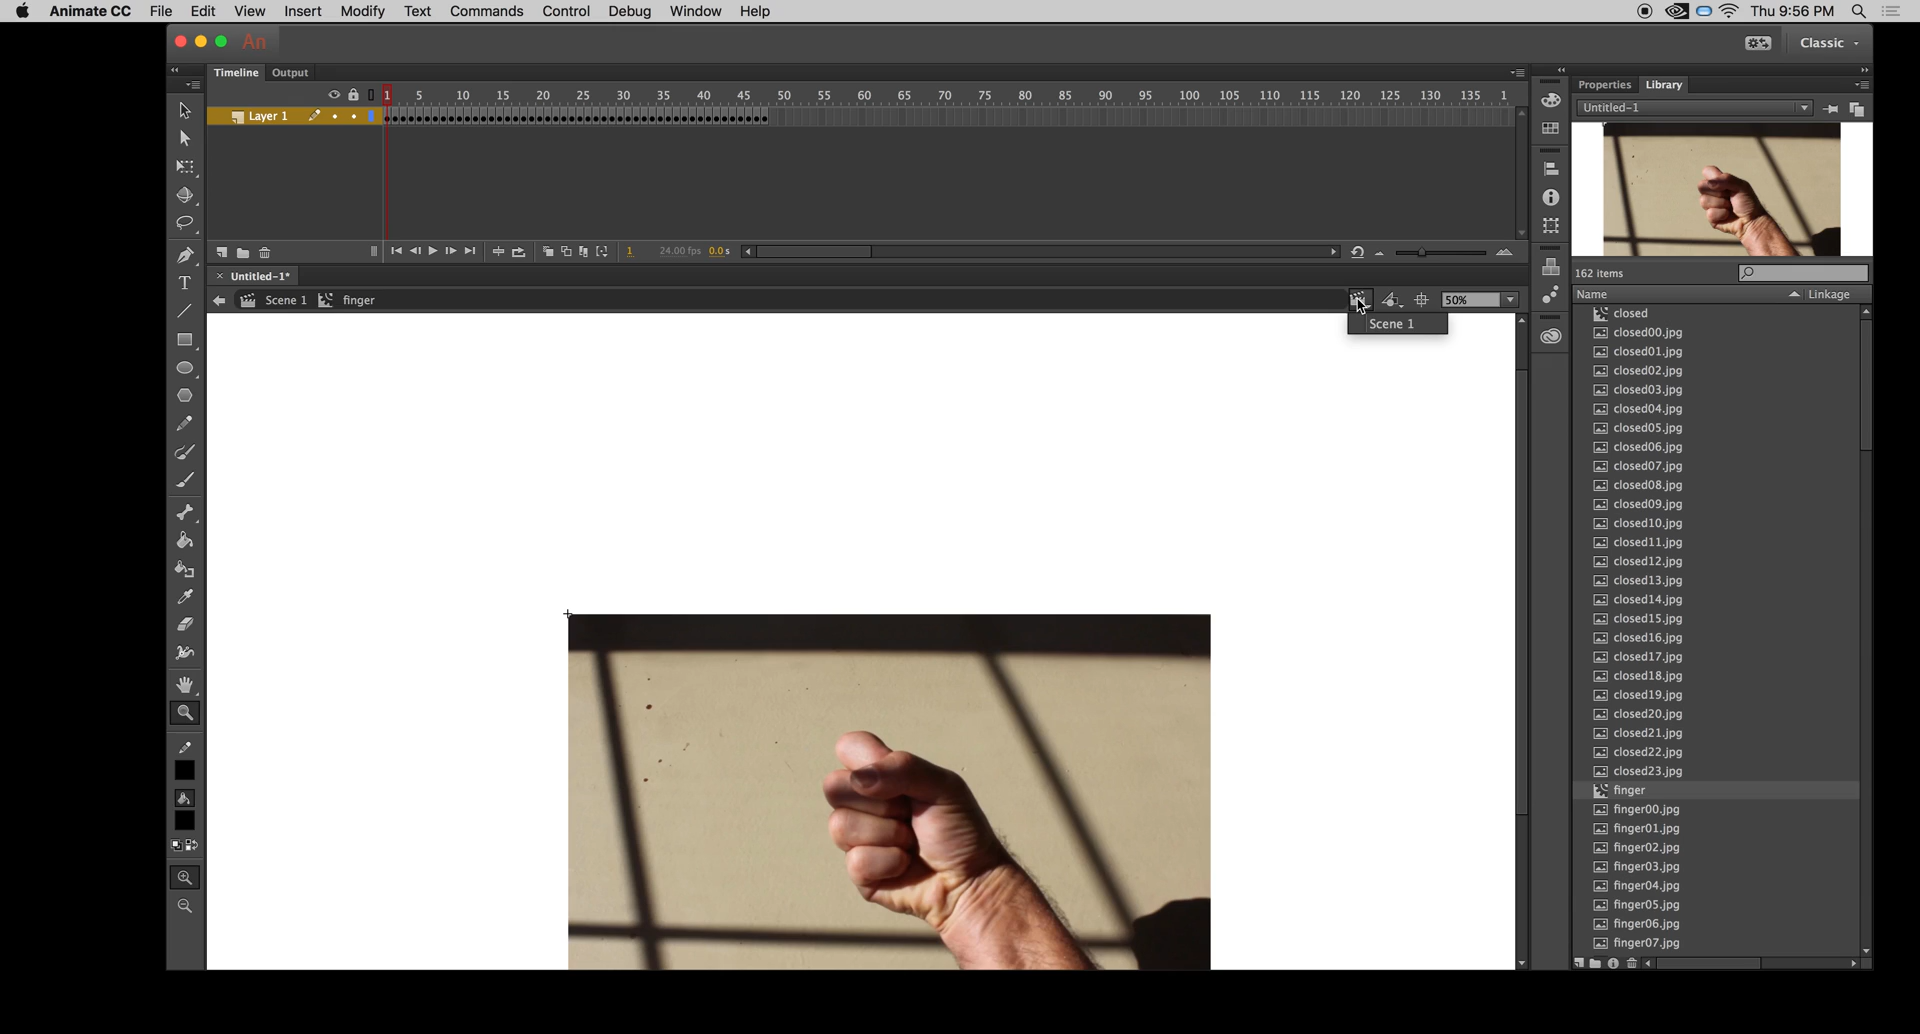 Animate CC File Edit View Insert Modify Text Commands Control Debug Window Help Thu 9:56 PM
An Classic
Timeline Output
1 5 10 15 20 25 30 35 40 45 50 55 60 65 70 75 80 85 90 95 100 105 110 115 120 125 130 135 1
Layer 1
1 24.00 fps 0.0 s
Untitled-1*
Scene 1 finger 50%
Scene 1
T
Properties Library
Untitled-1
162 items
Name Linkage
closed
closed00.jpg
closed01.jpg
closed02.jpg
closed03.jpg
closed04.jpg
closed05.jpg
closed06.jpg
closed07.jpg
closed08.jpg
closed09.jpg
closed10.jpg
closed11.jpg
closed12.jpg
closed13.jpg
closed14.jpg
closed15.jpg
closed16.jpg
closed17.jpg
closed18.jpg
closed19.jpg
closed20.jpg
closed21.jpg
closed22.jpg
closed23.jpg
finger
finger00.jpg
finger01.jpg
finger02.jpg
finger03.jpg
finger04.jpg
finger05.jpg
finger06.jpg
finger07.jpg